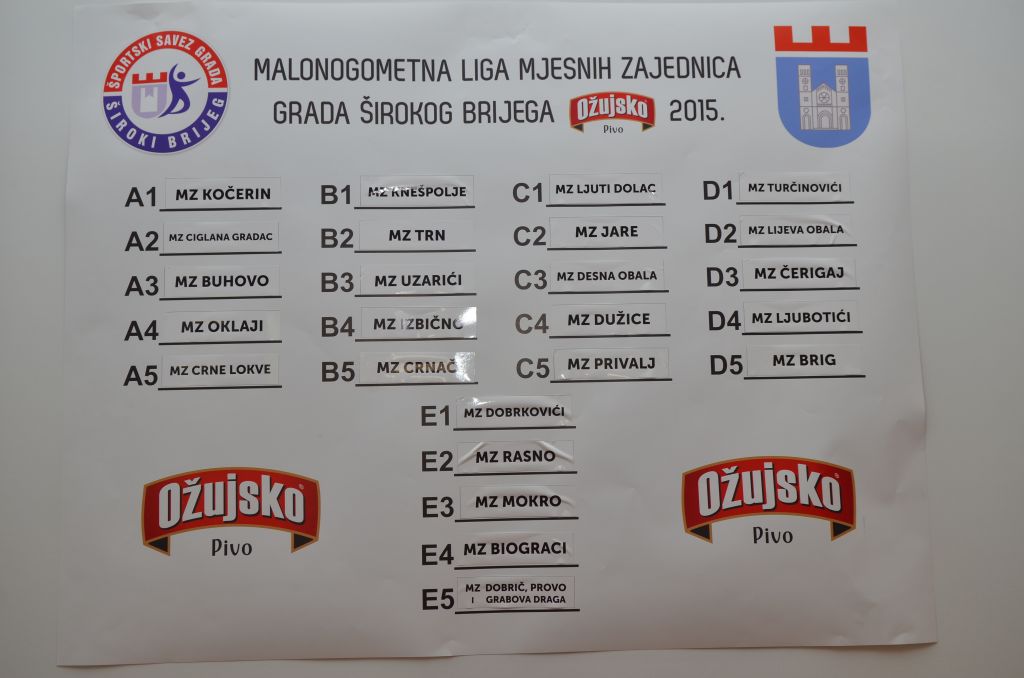 ŠPORTSKI SAVEZ GRADA
ŠIROKI BRIJEG
MALONOGOMETNA LIGA MJESNIH ZAJEDNICA
GRADA ŠIROKOG BRIJEGA Ožujsko Pivo 2015.
A1 MZ KOČERIN
A2 MZ CIGLANA GRADAC
A3 MZ BUHOVO
A4 MZ OKLAJI
A5 MZ CRNE LOKVE
B1 MZ KNEŠPOLJE
B2 MZ TRN
B3 MZ UZARIĆI
B4 MZ IZBIČNO
B5 MZ CRNAČ
C1 MZ LJUTI DOLAC
C2 MZ JARE
C3 MZ DESNA OBALA
C4 MZ DUŽICE
C5 MZ PRIVALJ
D1 MZ TURČINOVIĆI
D2 MZ LIJEVA OBALA
D3 MZ ČERIGAJ
D4 MZ LJUBOTIĆI
D5 MZ BRIG
E1 MZ DOBRKOVIĆI
E2 MZ RASNO
E3 MZ MOKRO
E4 MZ BIOGRACI
E5 MZ DOBRIČ, PROVO
I GRABOVA DRAGA
Ožujsko
Pivo
Ožujsko
Pivo